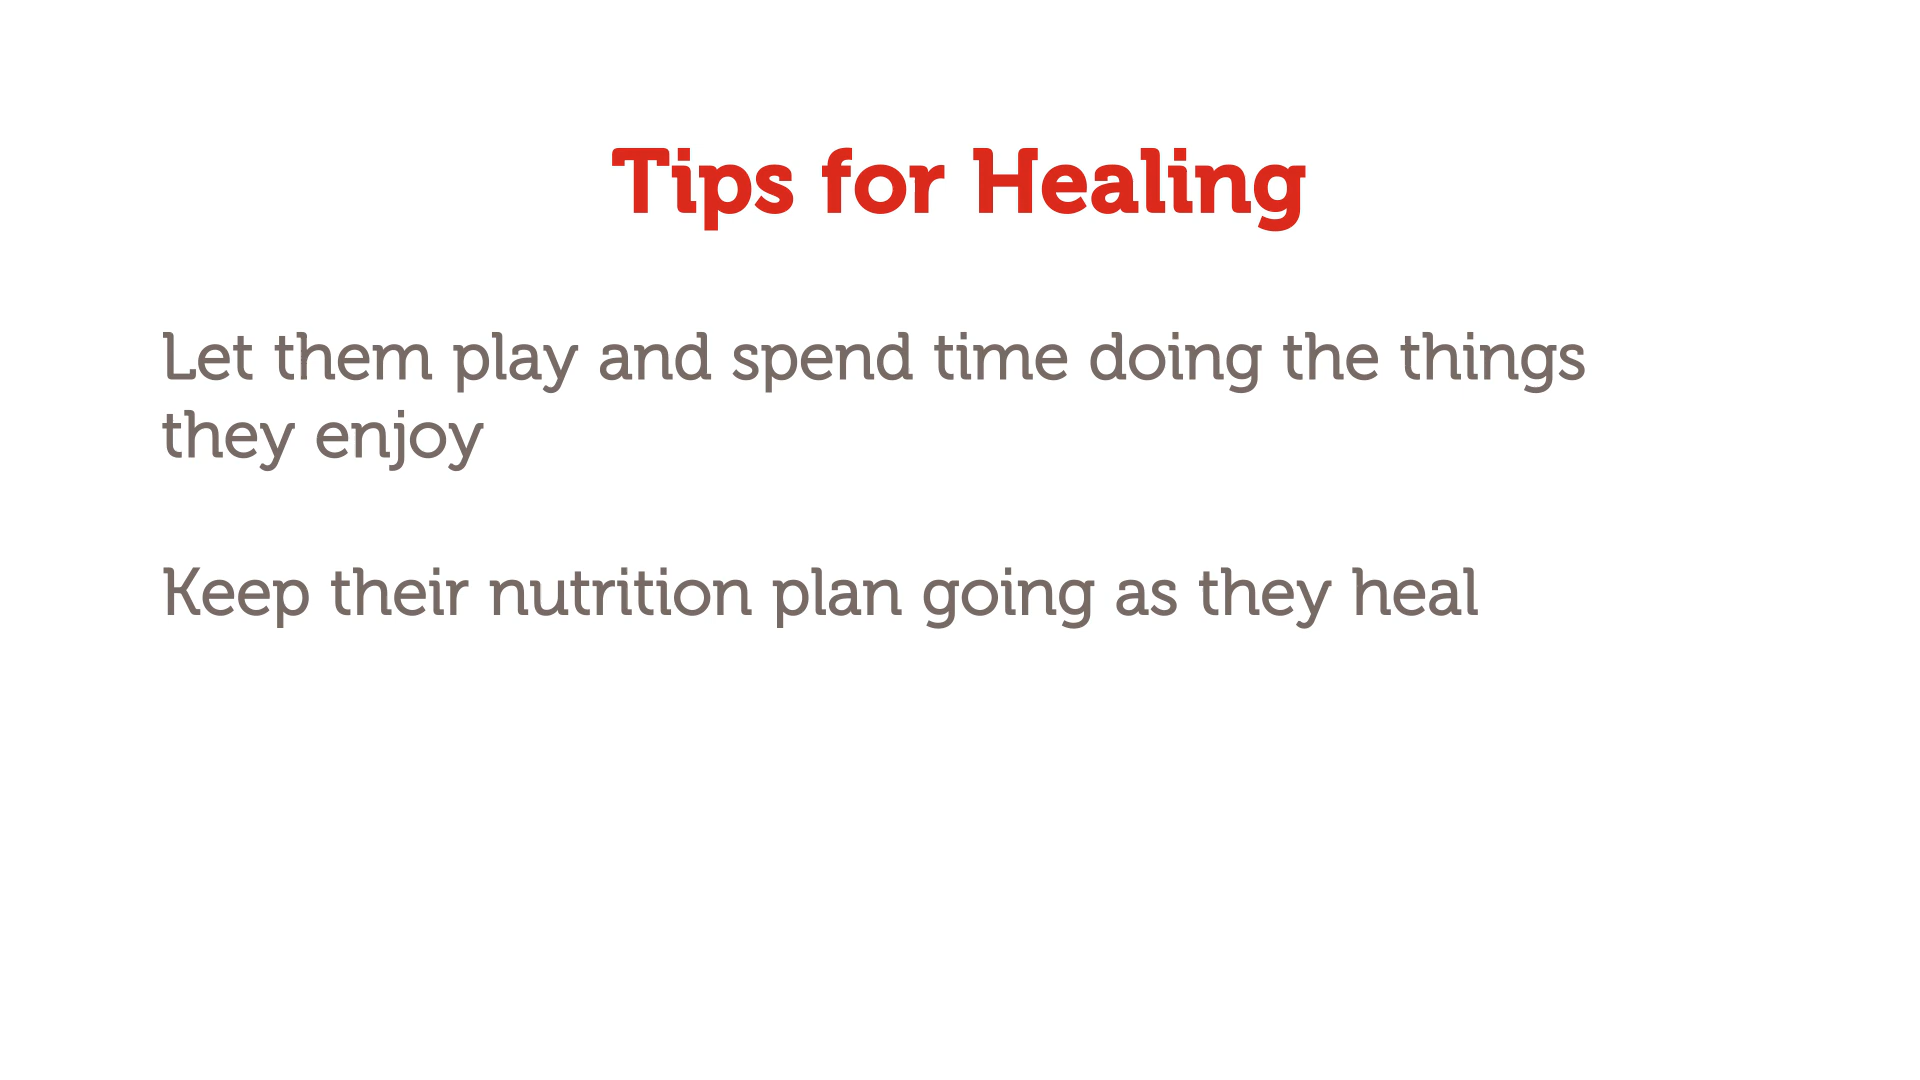 Tips for Healing
Let them play and spend time doing the things
they enjoy
Keep their nutrition plan going as they heal